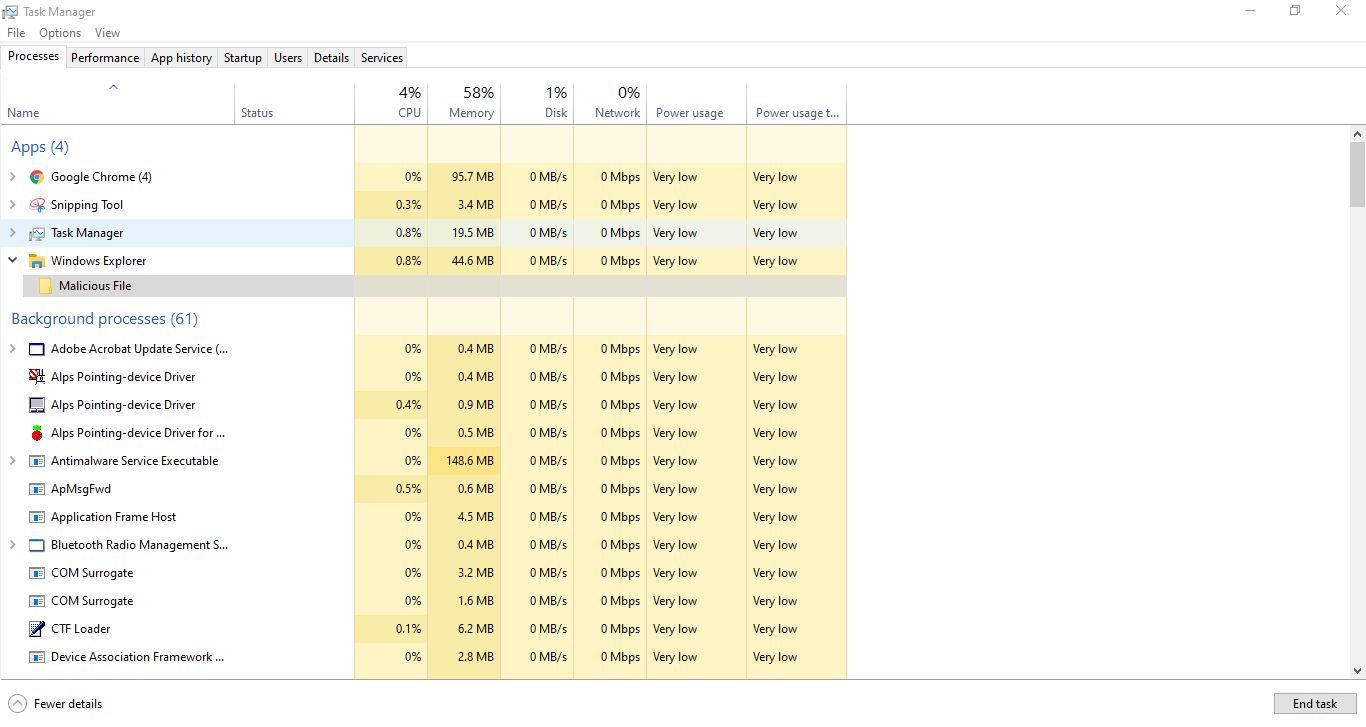 Task Manager
File Options View
Processes Performance App history Startup Users Details Services
4% 58% 1% 0%
Name Status CPU Memory Disk Network Power usage Power usage t...
Apps (4)
Google Chrome (4) 0% 95.7 MB 0 MB/s 0 Mbps Very low Very low
Snipping Tool 0.3% 3.4 MB 0 MB/s 0 Mbps Very low Very low
Task Manager 0.8% 19.5 MB 0 MB/s 0 Mbps Very low Very low
Windows Explorer 0.8% 44.6 MB 0 MB/s 0 Mbps Very low Very low
Malicious File
Background processes (61)
Adobe Acrobat Update Service (... 0% 0.4 MB 0 MB/s 0 Mbps Very low Very low
Alps Pointing-device Driver 0% 0.4 MB 0 MB/s 0 Mbps Very low Very low
Alps Pointing-device Driver 0.4% 0.9 MB 0 MB/s 0 Mbps Very low Very low
Alps Pointing-device Driver for ... 0% 0.5 MB 0 MB/s 0 Mbps Very low Very low
Antimalware Service Executable 0% 148.6 MB 0 MB/s 0 Mbps Very low Very low
ApMsgFwd 0.5% 0.6 MB 0 MB/s 0 Mbps Very low Very low
Application Frame Host 0% 4.5 MB 0 MB/s 0 Mbps Very low Very low
Bluetooth Radio Management S... 0% 0.4 MB 0 MB/s 0 Mbps Very low Very low
COM Surrogate 0% 3.2 MB 0 MB/s 0 Mbps Very low Very low
COM Surrogate 0% 1.6 MB 0 MB/s 0 Mbps Very low Very low
CTF Loader 0.1% 6.2 MB 0 MB/s 0 Mbps Very low Very low
Device Association Framework ... 0% 2.8 MB 0 MB/s 0 Mbps Very low Very low
Fewer details End task